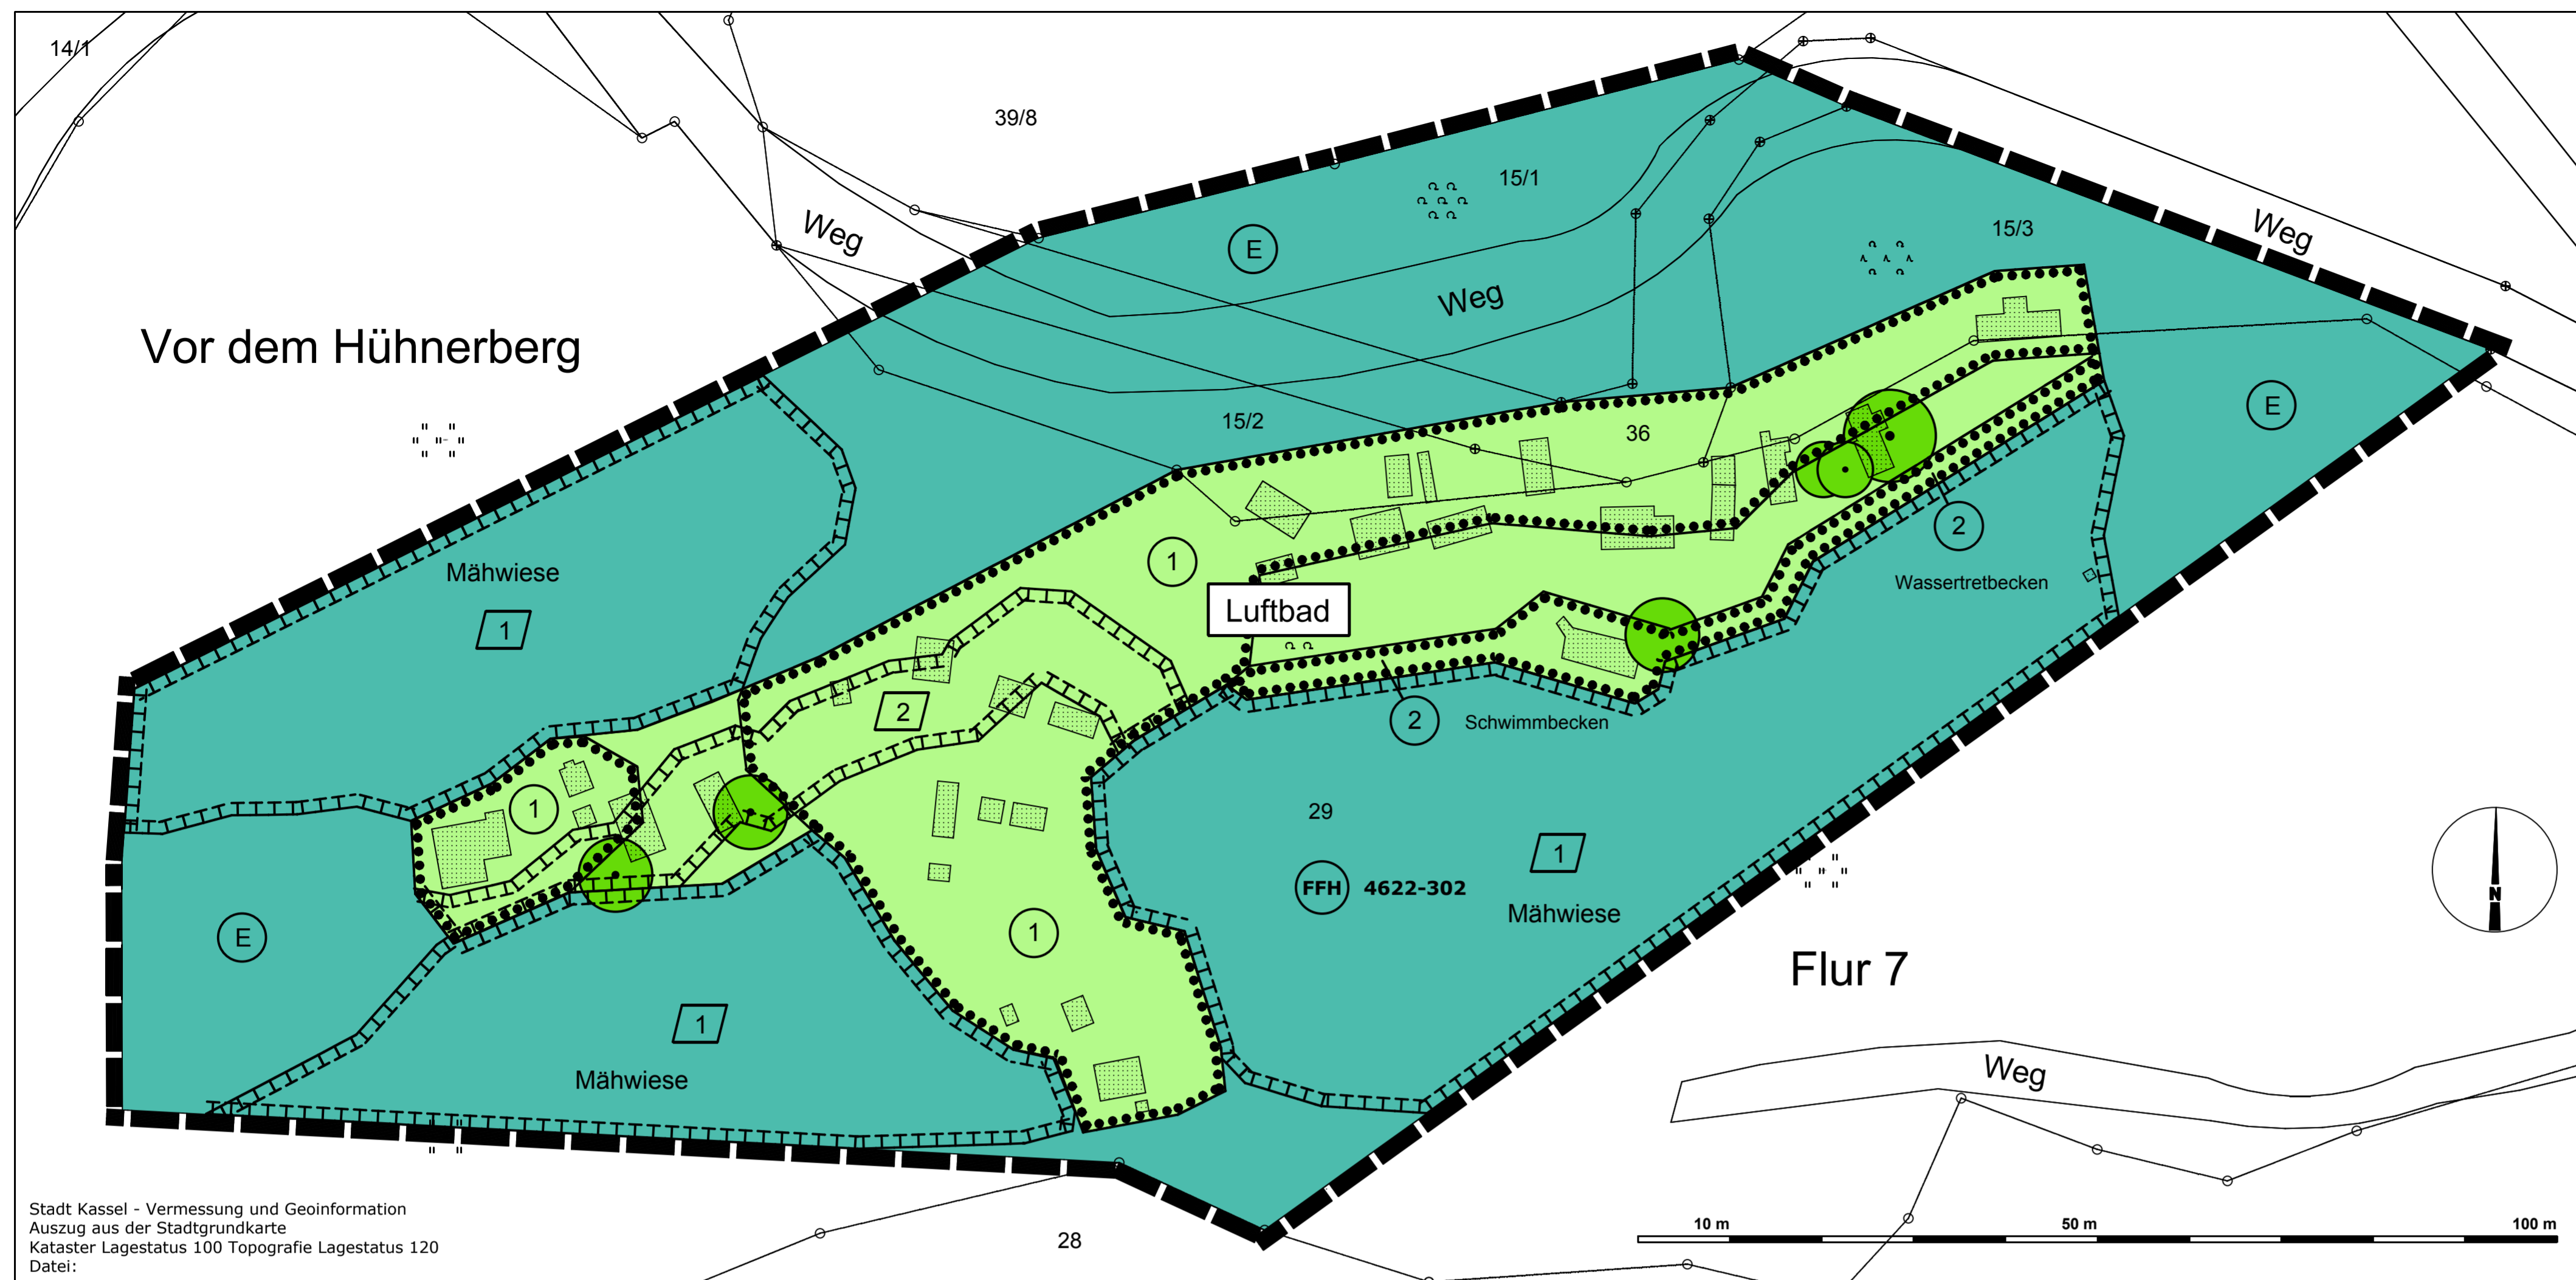 14/1
39/8
15/1
Weg
15/3
Weg
E
Weg
Vor dem Hühnerberg
15/2
36
E
1
2
Mähwiese
Wassertretbecken
Luftbad
1
2
2
Schwimmbecken
1
29
1
FFH 4622-302
Mähwiese
E
1
N
Flur 7
1
Mähwiese
Weg
Stadt Kassel - Vermessung und Geoinformation
Auszug aus der Stadtgrundkarte
Kataster Lagestatus 100 Topografie Lagestatus 120
Datei:
28
10 m 50 m 100 m